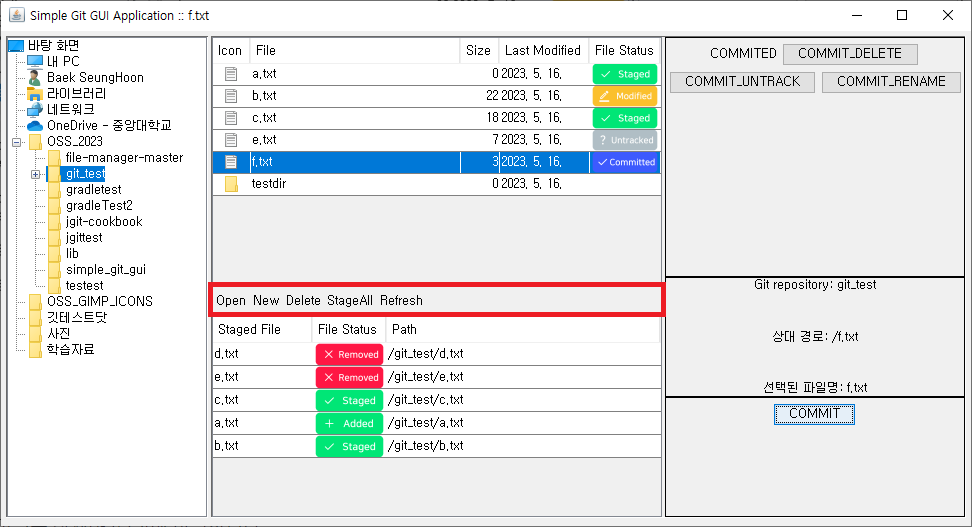 Simple Git GUI Application :: f.txt
바탕 화면
내 PC
Baek SeungHoon
라이브러리
네트워크
OneDrive - 중앙대학교
OSS_2023
file-manager-master
git_test
gradletest
gradleTest2
jgit-cookbook
jgittest
lib
simple_git_gui
testest
OSS_GIMP_ICONS
깃테스트닷
사진
학습자료
Icon File Size Last Modified File Status
a.txt 0 2023. 5. 16. Staged
b.txt 22 2023. 5. 16. Modified
c.txt 18 2023. 5. 16. Staged
e.txt 7 2023. 5. 16. ? Untracked
f.txt 3 2023. 5. 16. Committed
testdir 0 2023. 5. 16.
Open New Delete StageAll Refresh
Staged File File Status Path
d.txt Removed /git_test/d.txt
e.txt Removed /git_test/e.txt
c.txt Staged /git_test/c.txt
a.txt + Added /git_test/a.txt
b.txt Staged /git_test/b.txt
COMMITED COMMIT_DELETE
COMMIT_UNTRACK COMMIT_RENAME
Git repository: git_test
상대 경로: /f.txt
선택된 파일명: f.txt
COMMIT